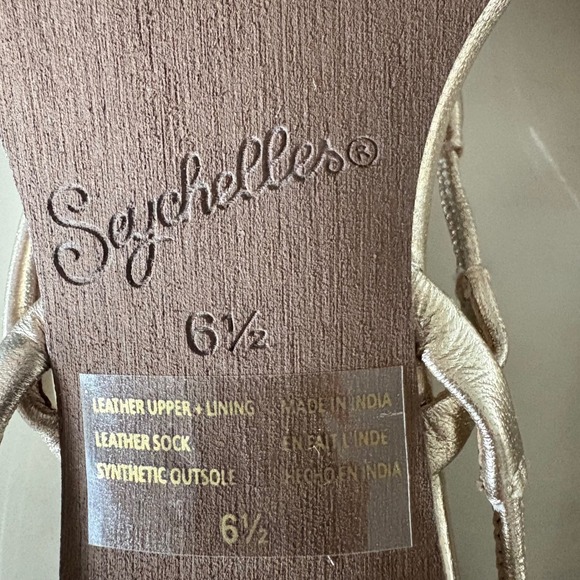 Seychelles®
6½
LEATHER UPPER + LINING MADE IN INDIA
LEATHER SOCK EN FAIT L'INDE
SYNTHETIC OUTSOLE HECHO EN INDIA
6½